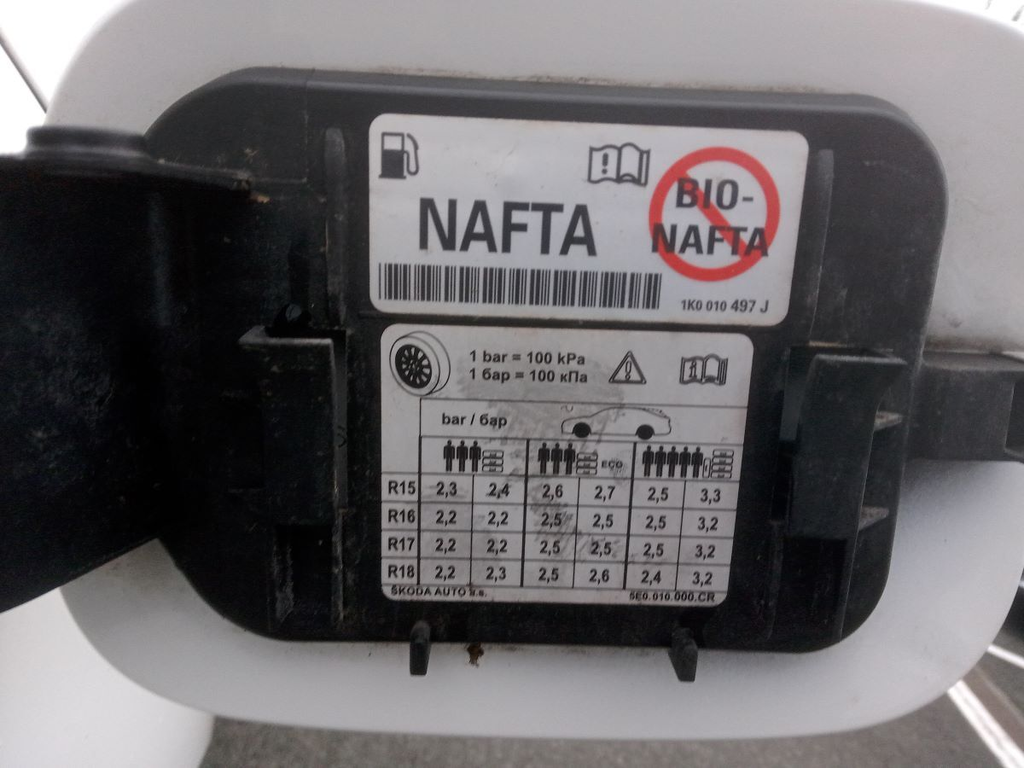 NAFTA
BIO-
NAFTA
1K0 010 497 J
1 bar = 100 kPa
1 бар = 100 кПа
bar / бар
ECO
R15 2,3 2,4 2,6 2,7 2,5 3,3
R16 2,2 2,2 2,5 2,5 2,5 3,2
R17 2,2 2,2 2,5 2,5 2,5 3,2
R18 2,2 2,3 2,5 2,6 2,4 3,2
ŠKODA AUTO a.s. 5E0.010.000.CR